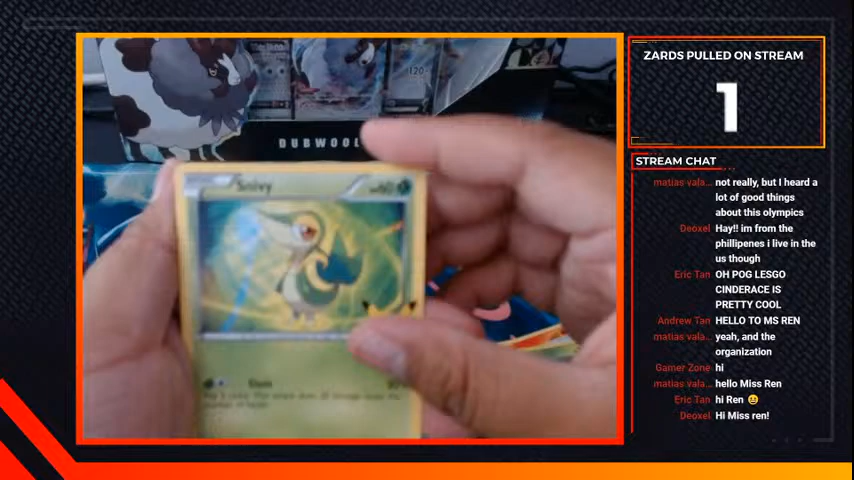 ZARDS PULLED ON STREAM
1
STREAM CHAT
matias vala... not really, but I heard a
lot of good things
about this olympics
Deoxel Hay!! im from the
phillipenes i live in the
us though
Eric Tan OH POG LESGO
CINDERACE IS
PRETTY COOL
Andrew Tan HELLO TO MS REN
matias vala... yeah, and the
organization
Gamer Zone hi
matias vala... hello Miss Ren
Eric Tan hi Ren 😆
Deoxel Hi Miss ren!
DUBWOOL
120
Snivy
60
Slam